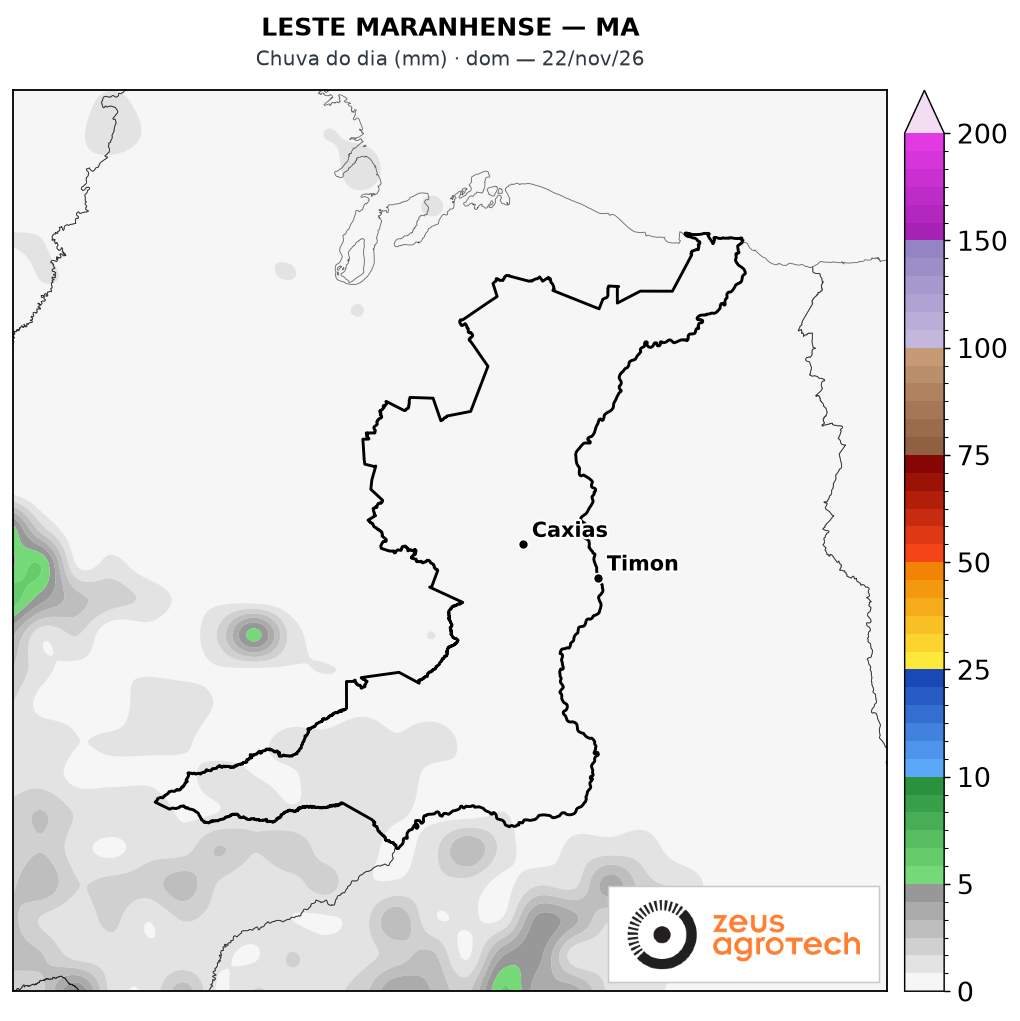 LESTE MARANHENSE — MA
Chuva do dia (mm) · dom — 22/nov/26
200
150
100
75
50
25
10
5
0
Caxias
Timon
zeus
agrotech